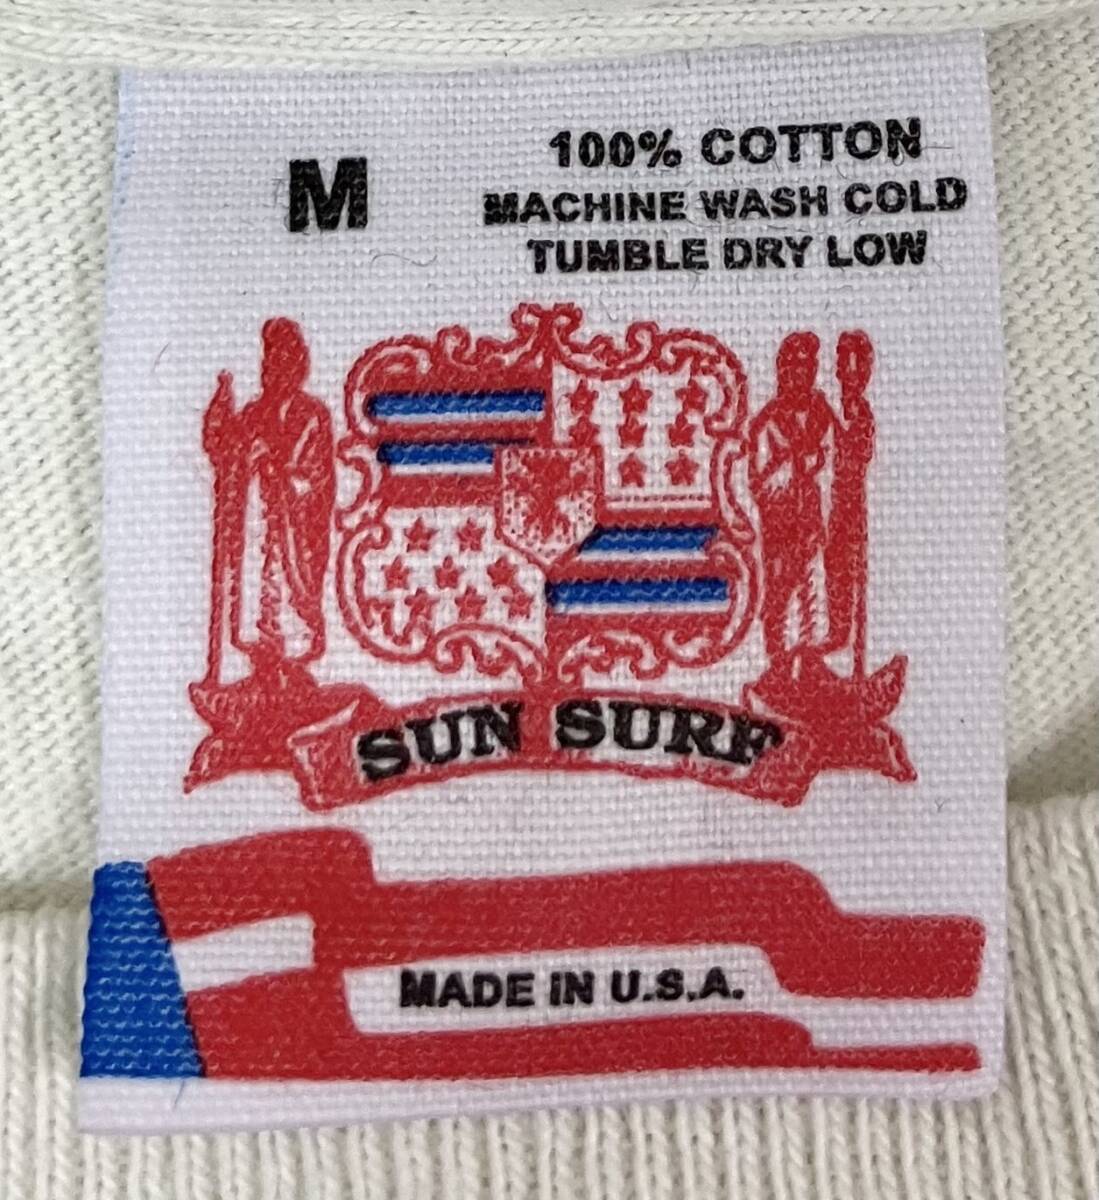 M
100% COTTON
MACHINE WASH COLD
TUMBLE DRY LOW
SUN SURF
MADE IN U.S.A.